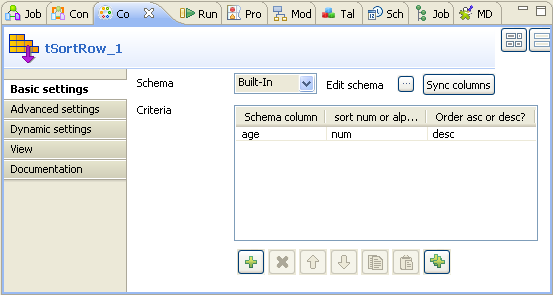 Job Con Co Run Pro Mod Tal Sch Job MD
tSortRow_1
Basic settings
Advanced settings
Dynamic settings
View
Documentation
Schema Built-In Edit schema ... Sync columns
Criteria
Schema column sort num or alp... Order asc or desc?
age num desc